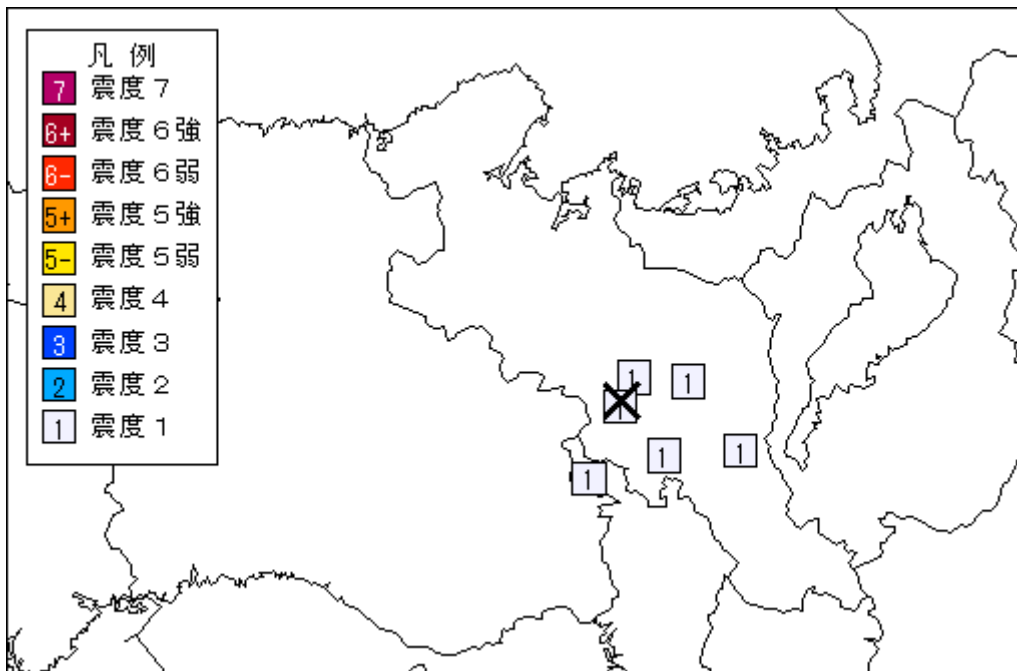 凡 例
7 震度７
6+ 震度６強
6- 震度６弱
5+ 震度５強
5- 震度５弱
4 震度４
3 震度３
2 震度２
1 震度１
1
1
1
1
1
1